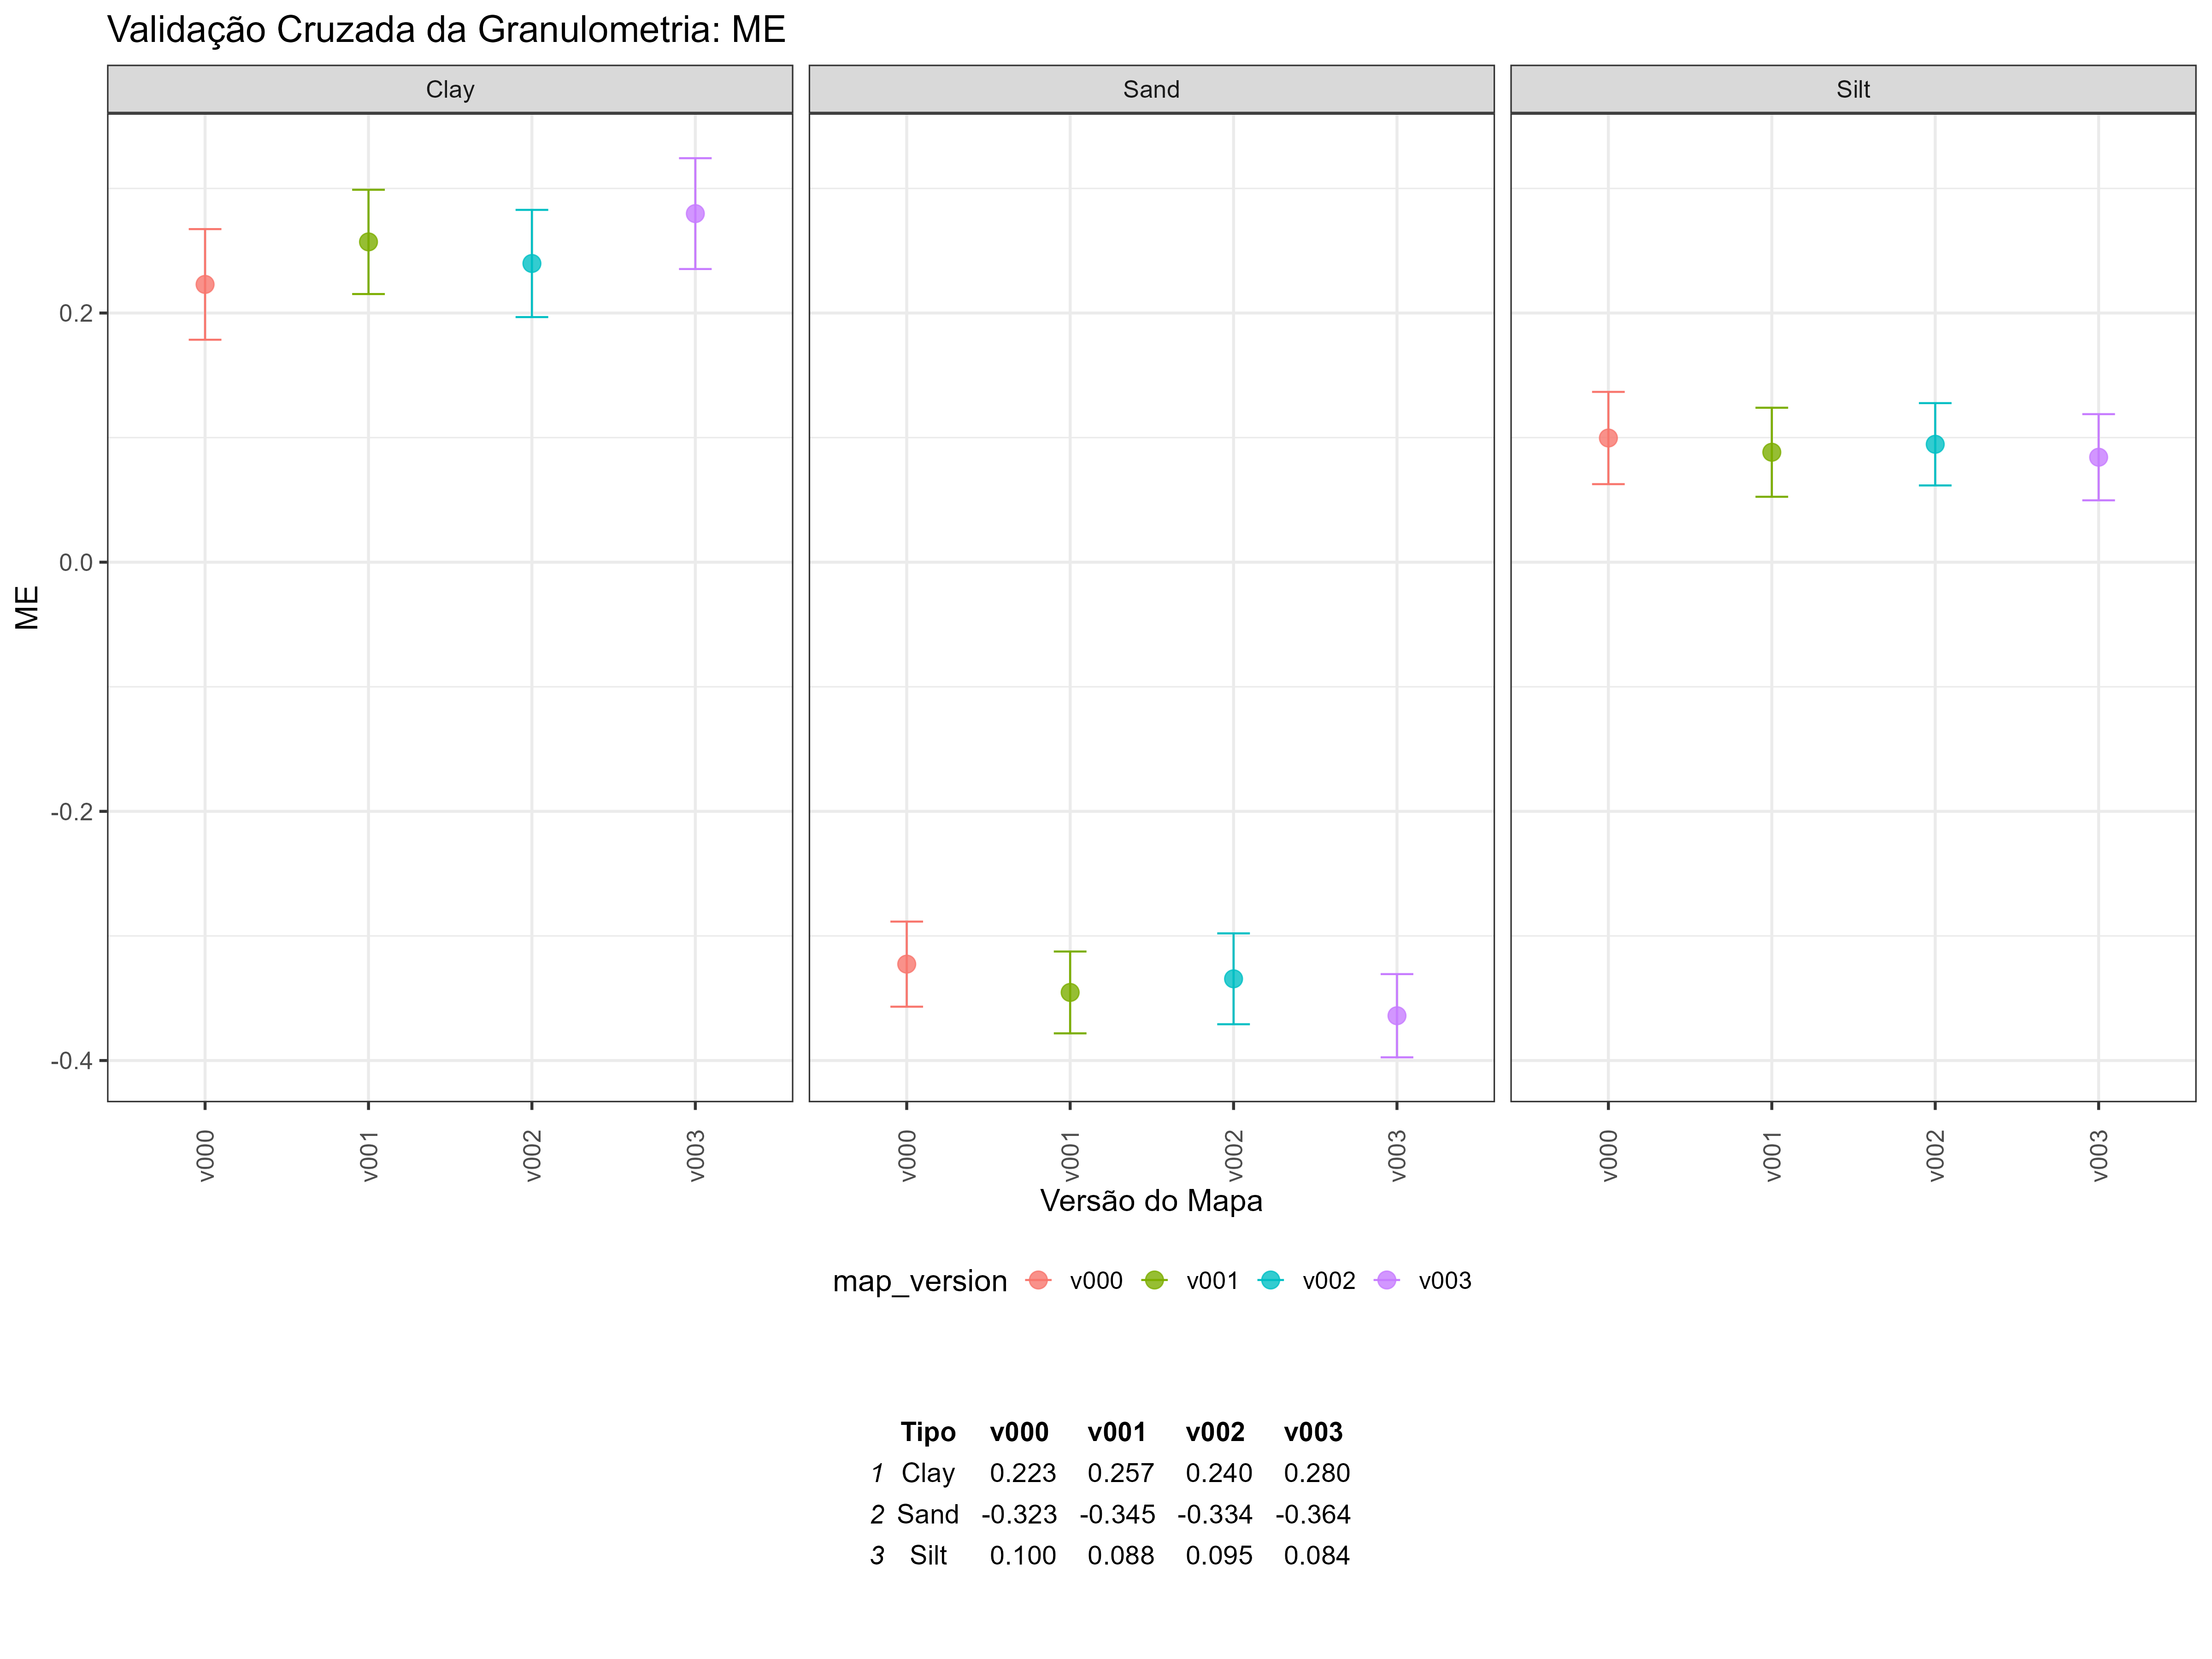 Validação Cruzada da Granulometria: ME
Clay Sand Silt
0.2
0.0
-0.2
-0.4
ME
v000 v001 v002 v003 v000 v001 v002 v003 v000 v001 v002 v003
Versão do Mapa
map_version v000 v001 v002 v003
Tipo v000 v001 v002 v003
1 Clay 0.223 0.257 0.240 0.280
2 Sand -0.323 -0.345 -0.334 -0.364
3 Silt 0.100 0.088 0.095 0.084